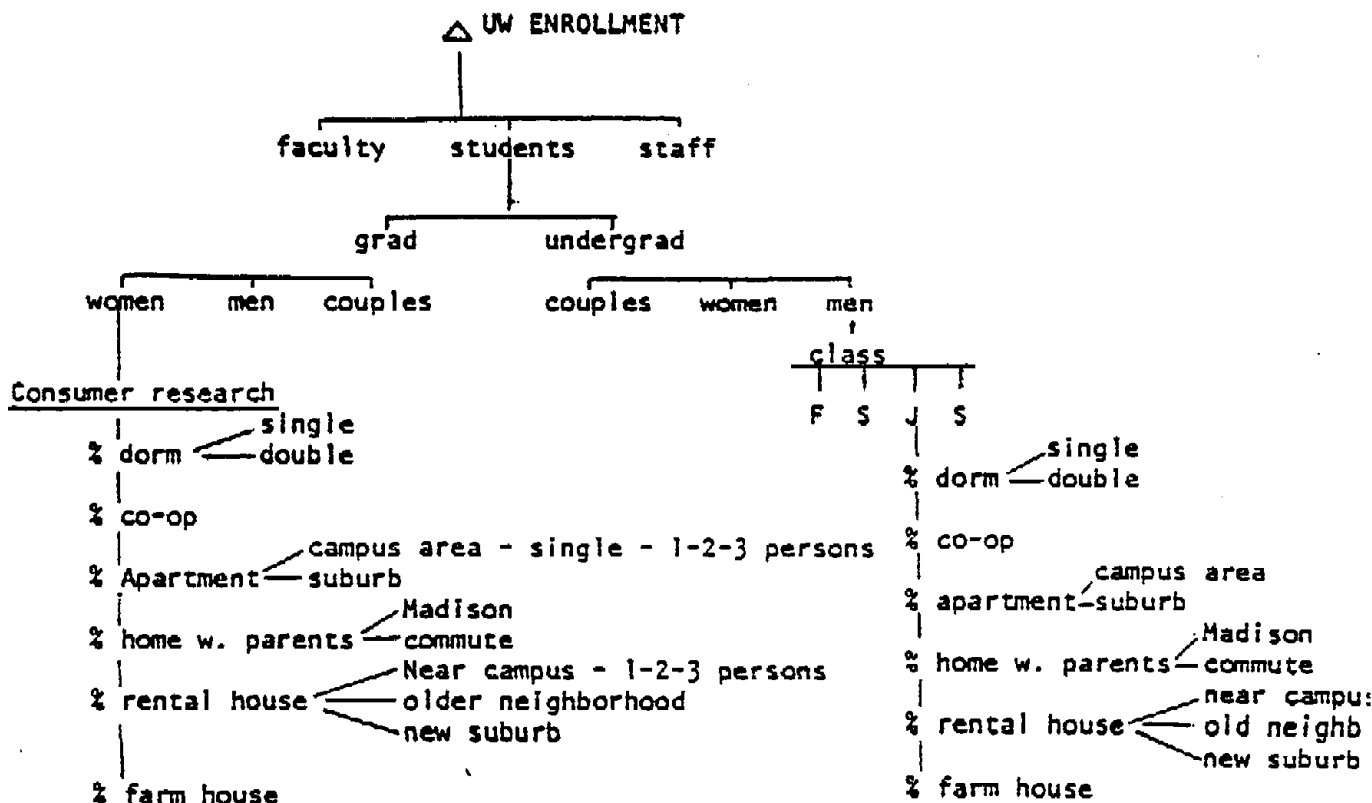 △ UW ENROLLMENT
faculty students staff
grad undergrad
women men couples couples women men
class
Consumer research
F S J S
single
% dorm double
single
% dorm double
% co-op
% co-op
campus area - single - 1-2-3 persons
% Apartment suburb
campus area
% apartment suburb
Madison
% home w. parents commute
Madison
% home w. parents commute
Near campus - 1-2-3 persons
% rental house older neighborhood
new suburb
near campus
% rental house old neighb
new suburb
% farm house
% farm house